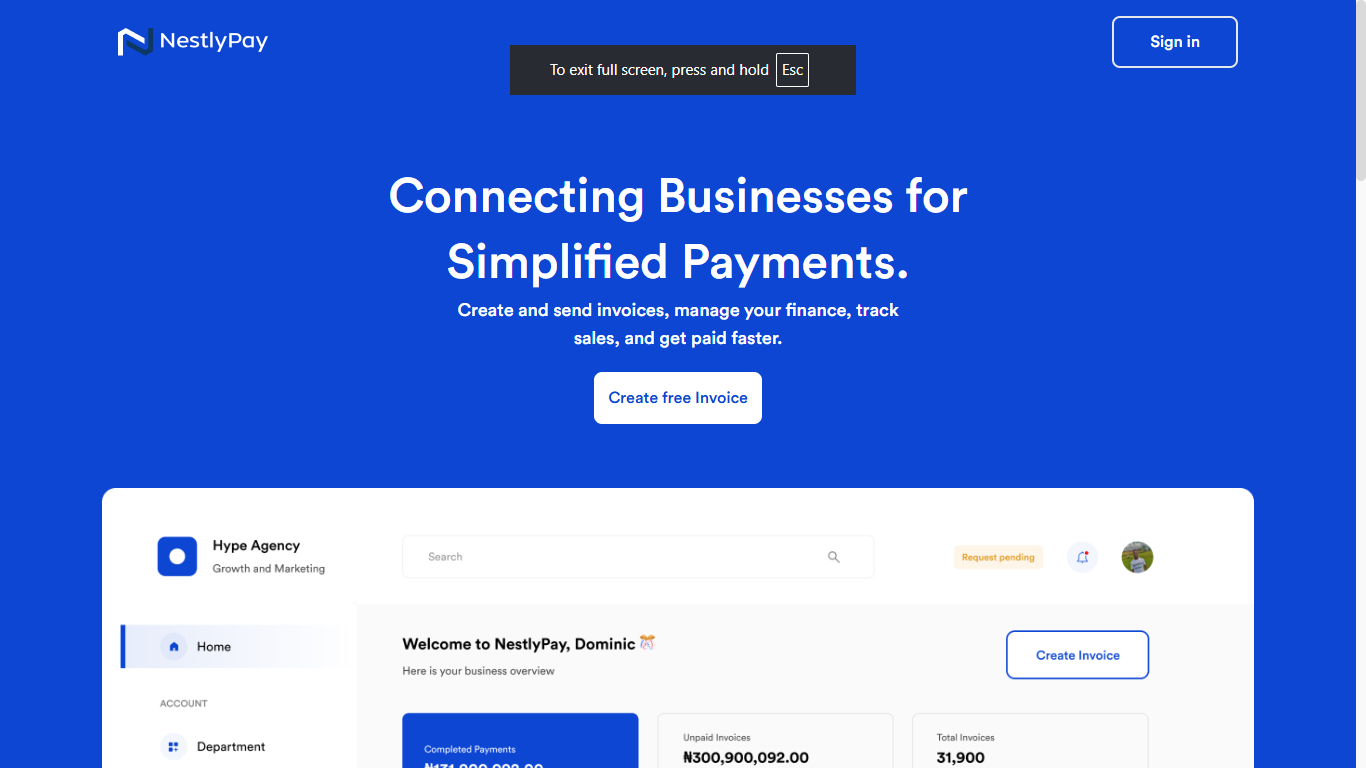 NestlyPay
Sign in
To exit full screen, press and hold Esc
Connecting Businesses for
Simplified Payments.
Create and send invoices, manage your finance, track
sales, and get paid faster.
Create free Invoice
Hype Agency
Growth and Marketing
Search
Request pending
Home
Welcome to NestlyPay, Dominic
Here is your business overview
Create Invoice
ACCOUNT
Department
Completed Payments
Unpaid Invoices
₦300,900,092.00
Total Invoices
31,900